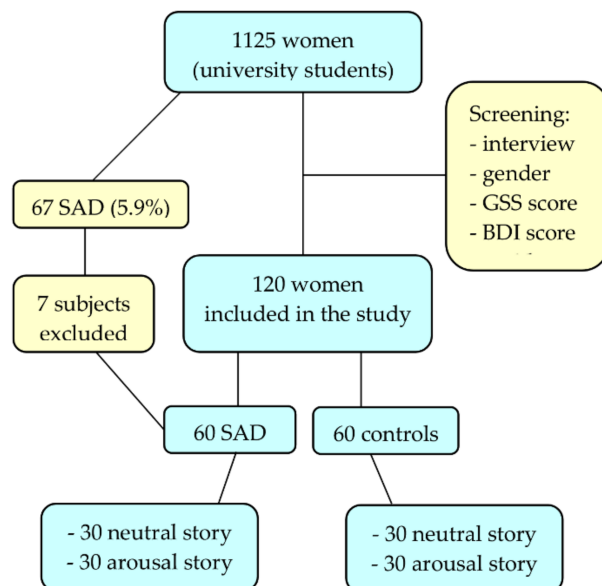 1125 women
(university students)
Screening:
- interview
- gender
- GSS score
- BDI score
67 SAD (5.9%)
7 subjects
excluded
120 women
included in the study
60 SAD
60 controls
- 30 neutral story
- 30 arousal story
- 30 neutral story
- 30 arousal story